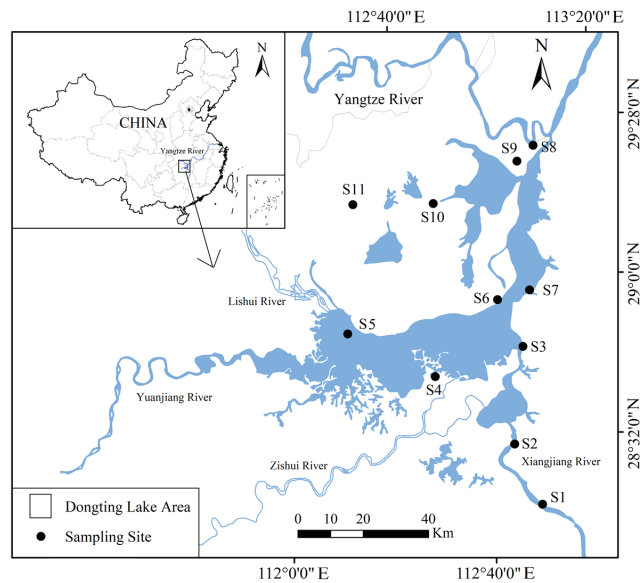 112°40'0"E
113°20'0"E
N
CHINA
Yangtze River
N
Yangtze River
29°28'0"N
S9
S8
S11
S10
29°0'0"N
Lishui River
S6
S7
S5
S3
S4
Yuanjiang River
28°32'0"N
S2
Zishui River
Xiangjiang River
S1
Dongting Lake Area
Sampling Site
0 10 20 40
Km
112°0'0"E
112°40'0"E